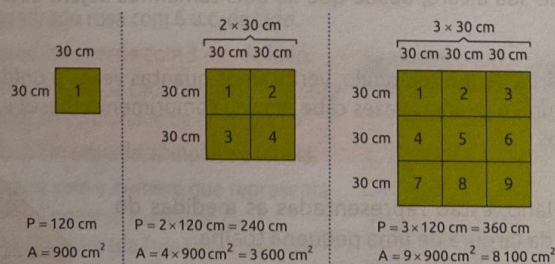 30 cm
30 cm
1
P = 120 cm
A = 900 cm²
2 × 30 cm
30 cm 30 cm
30 cm
1 2
30 cm
3 4
P = 2 × 120 cm = 240 cm
A = 4 × 900 cm² = 3 600 cm²
3 × 30 cm
30 cm 30 cm 30 cm
30 cm
1 2 3
30 cm
4 5 6
30 cm
7 8 9
P = 3 × 120 cm = 360 cm
A = 9 × 900 cm² = 8 100 cm²